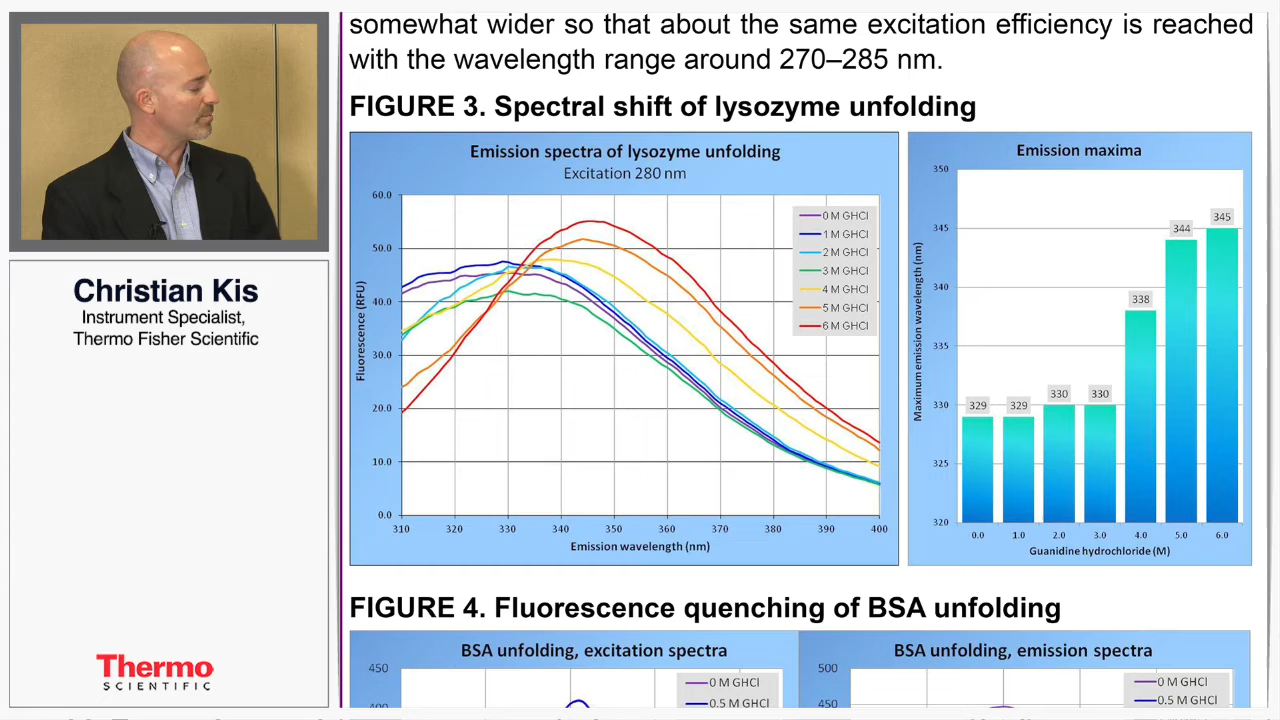 somewhat wider so that about the same excitation efficiency is reached
with the wavelength range around 270–285 nm.
FIGURE 3. Spectral shift of lysozyme unfolding
Emission spectra of lysozyme unfolding
Excitation 280 nm
60.0
50.0
40.0
30.0
20.0
10.0
0.0
Fluorescence (RFU)
310 320 330 340 350 360 370 380 390 400
Emission wavelength (nm)
0 M GHCl
1 M GHCl
2 M GHCl
3 M GHCl
4 M GHCl
5 M GHCl
6 M GHCl
Emission maxima
350
345
340
335
330
325
320
Maximum emission wavelength (nm)
329 329 330 330 338 344 345
0.0 1.0 2.0 3.0 4.0 5.0 6.0
Guanidine hydrochloride (M)
Christian Kis
Instrument Specialist,
Thermo Fisher Scientific
Thermo
SCIENTIFIC
FIGURE 4. Fluorescence quenching of BSA unfolding
BSA unfolding, excitation spectra
450
0 M GHCl
0.5 M GHCl
BSA unfolding, emission spectra
500
450
0 M GHCl
0.5 M GHCl